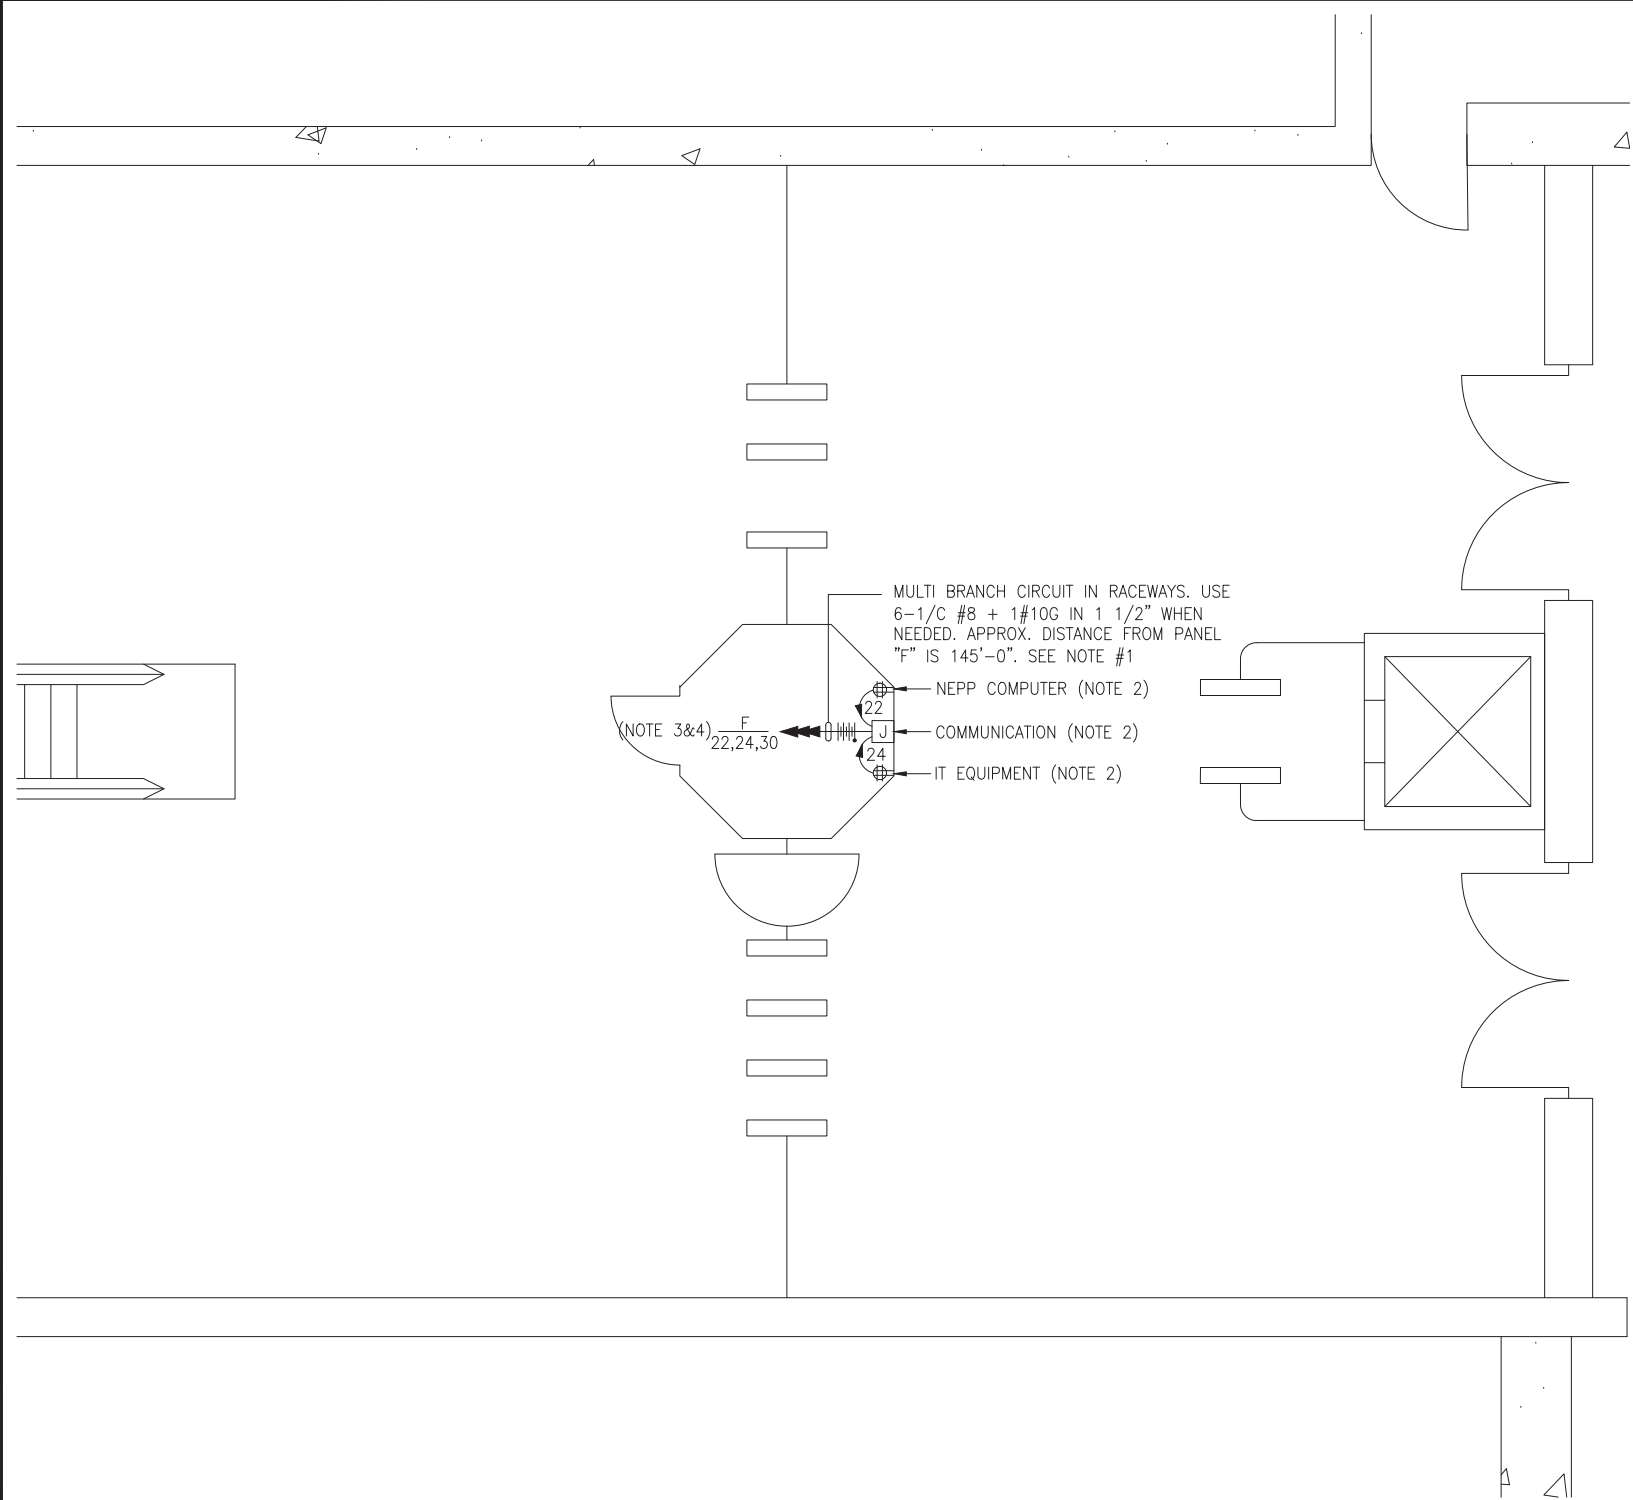 MULTI BRANCH CIRCUIT IN RACEWAYS. USE
6-1/C #8 + 1#10G IN 1 1/2" WHEN
NEEDED. APPROX. DISTANCE FROM PANEL
"F" IS 145'-0". SEE NOTE #1
NEPP COMPUTER (NOTE 2)
22
(NOTE 3&4) F
22,24,30
J
COMMUNICATION (NOTE 2)
24
IT EQUIPMENT (NOTE 2)